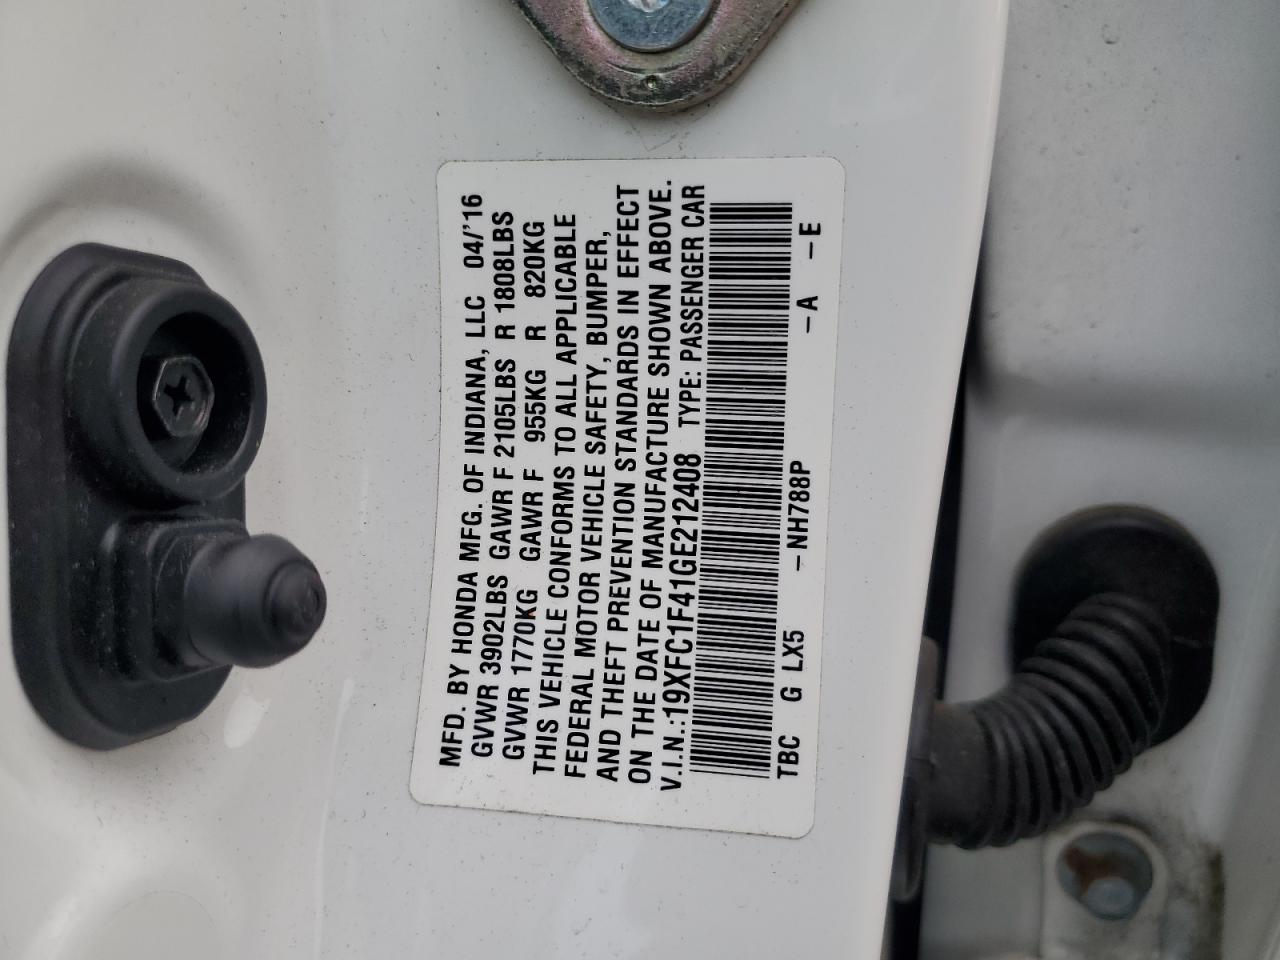 MFD. BY HONDA MFG. OF INDIANA, LLC 04/'16
GVWR 3902LBS GAWR F 2105LBS R 1808LBS
GVWR 1770KG GAWR F 955KG R 820KG
THIS VEHICLE CONFORMS TO ALL APPLICABLE
FEDERAL MOTOR VEHICLE SAFETY, BUMPER,
AND THEFT PREVENTION STANDARDS IN EFFECT
ON THE DATE OF MANUFACTURE SHOWN ABOVE.
V.I.N.:19XFC1F41GE212408 TYPE: PASSENGER CAR
TBC G LX5 -NH788P -A -E